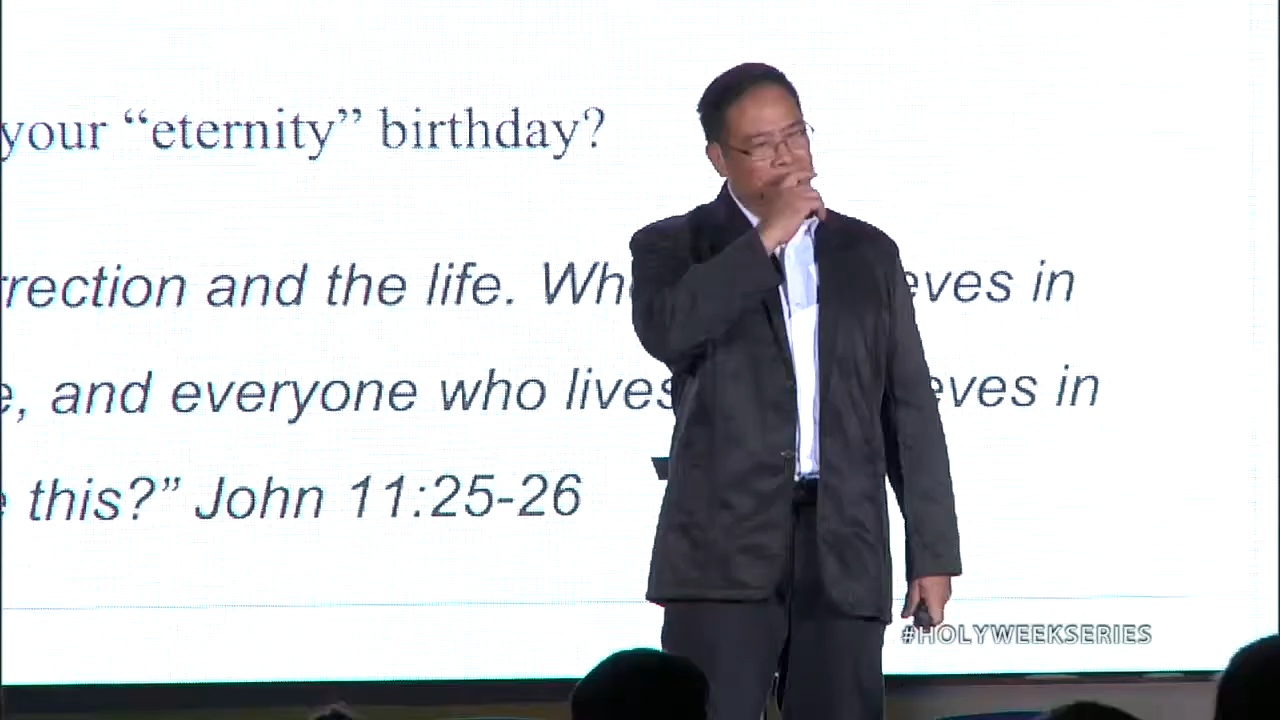 your “eternity” birthday?
rrection and the life. Wh eves in
e, and everyone who lives eves in
e this?” John 11:25-26
#HOLYWEEKSERIES